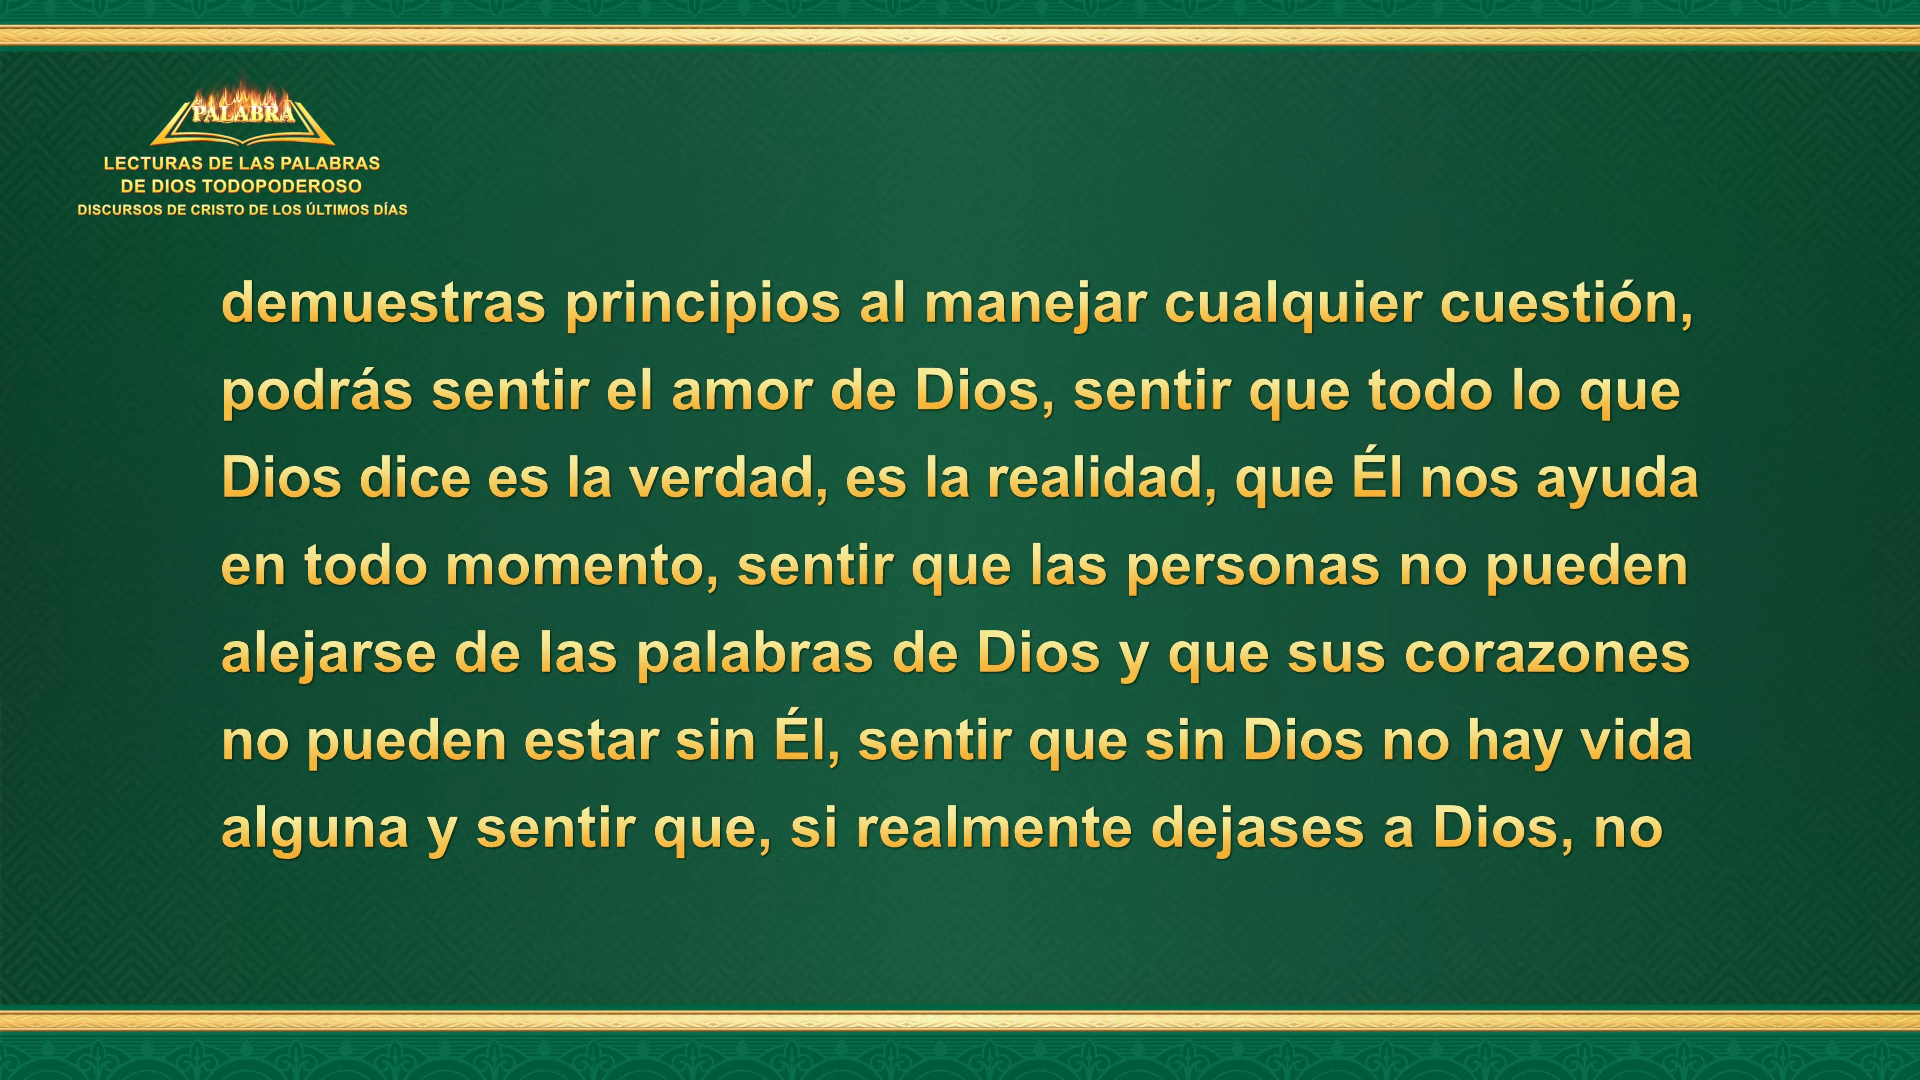 PALABRA
LECTURAS DE LAS PALABRAS
DE DIOS TODOPODEROSO
DISCURSOS DE CRISTO DE LOS ÚLTIMOS DÍAS
demuestras principios al manejar cualquier cuestión,
podrás sentir el amor de Dios, sentir que todo lo que
Dios dice es la verdad, es la realidad, que Él nos ayuda
en todo momento, sentir que las personas no pueden
alejarse de las palabras de Dios y que sus corazones
no pueden estar sin Él, sentir que sin Dios no hay vida
alguna y sentir que, si realmente dejases a Dios, no